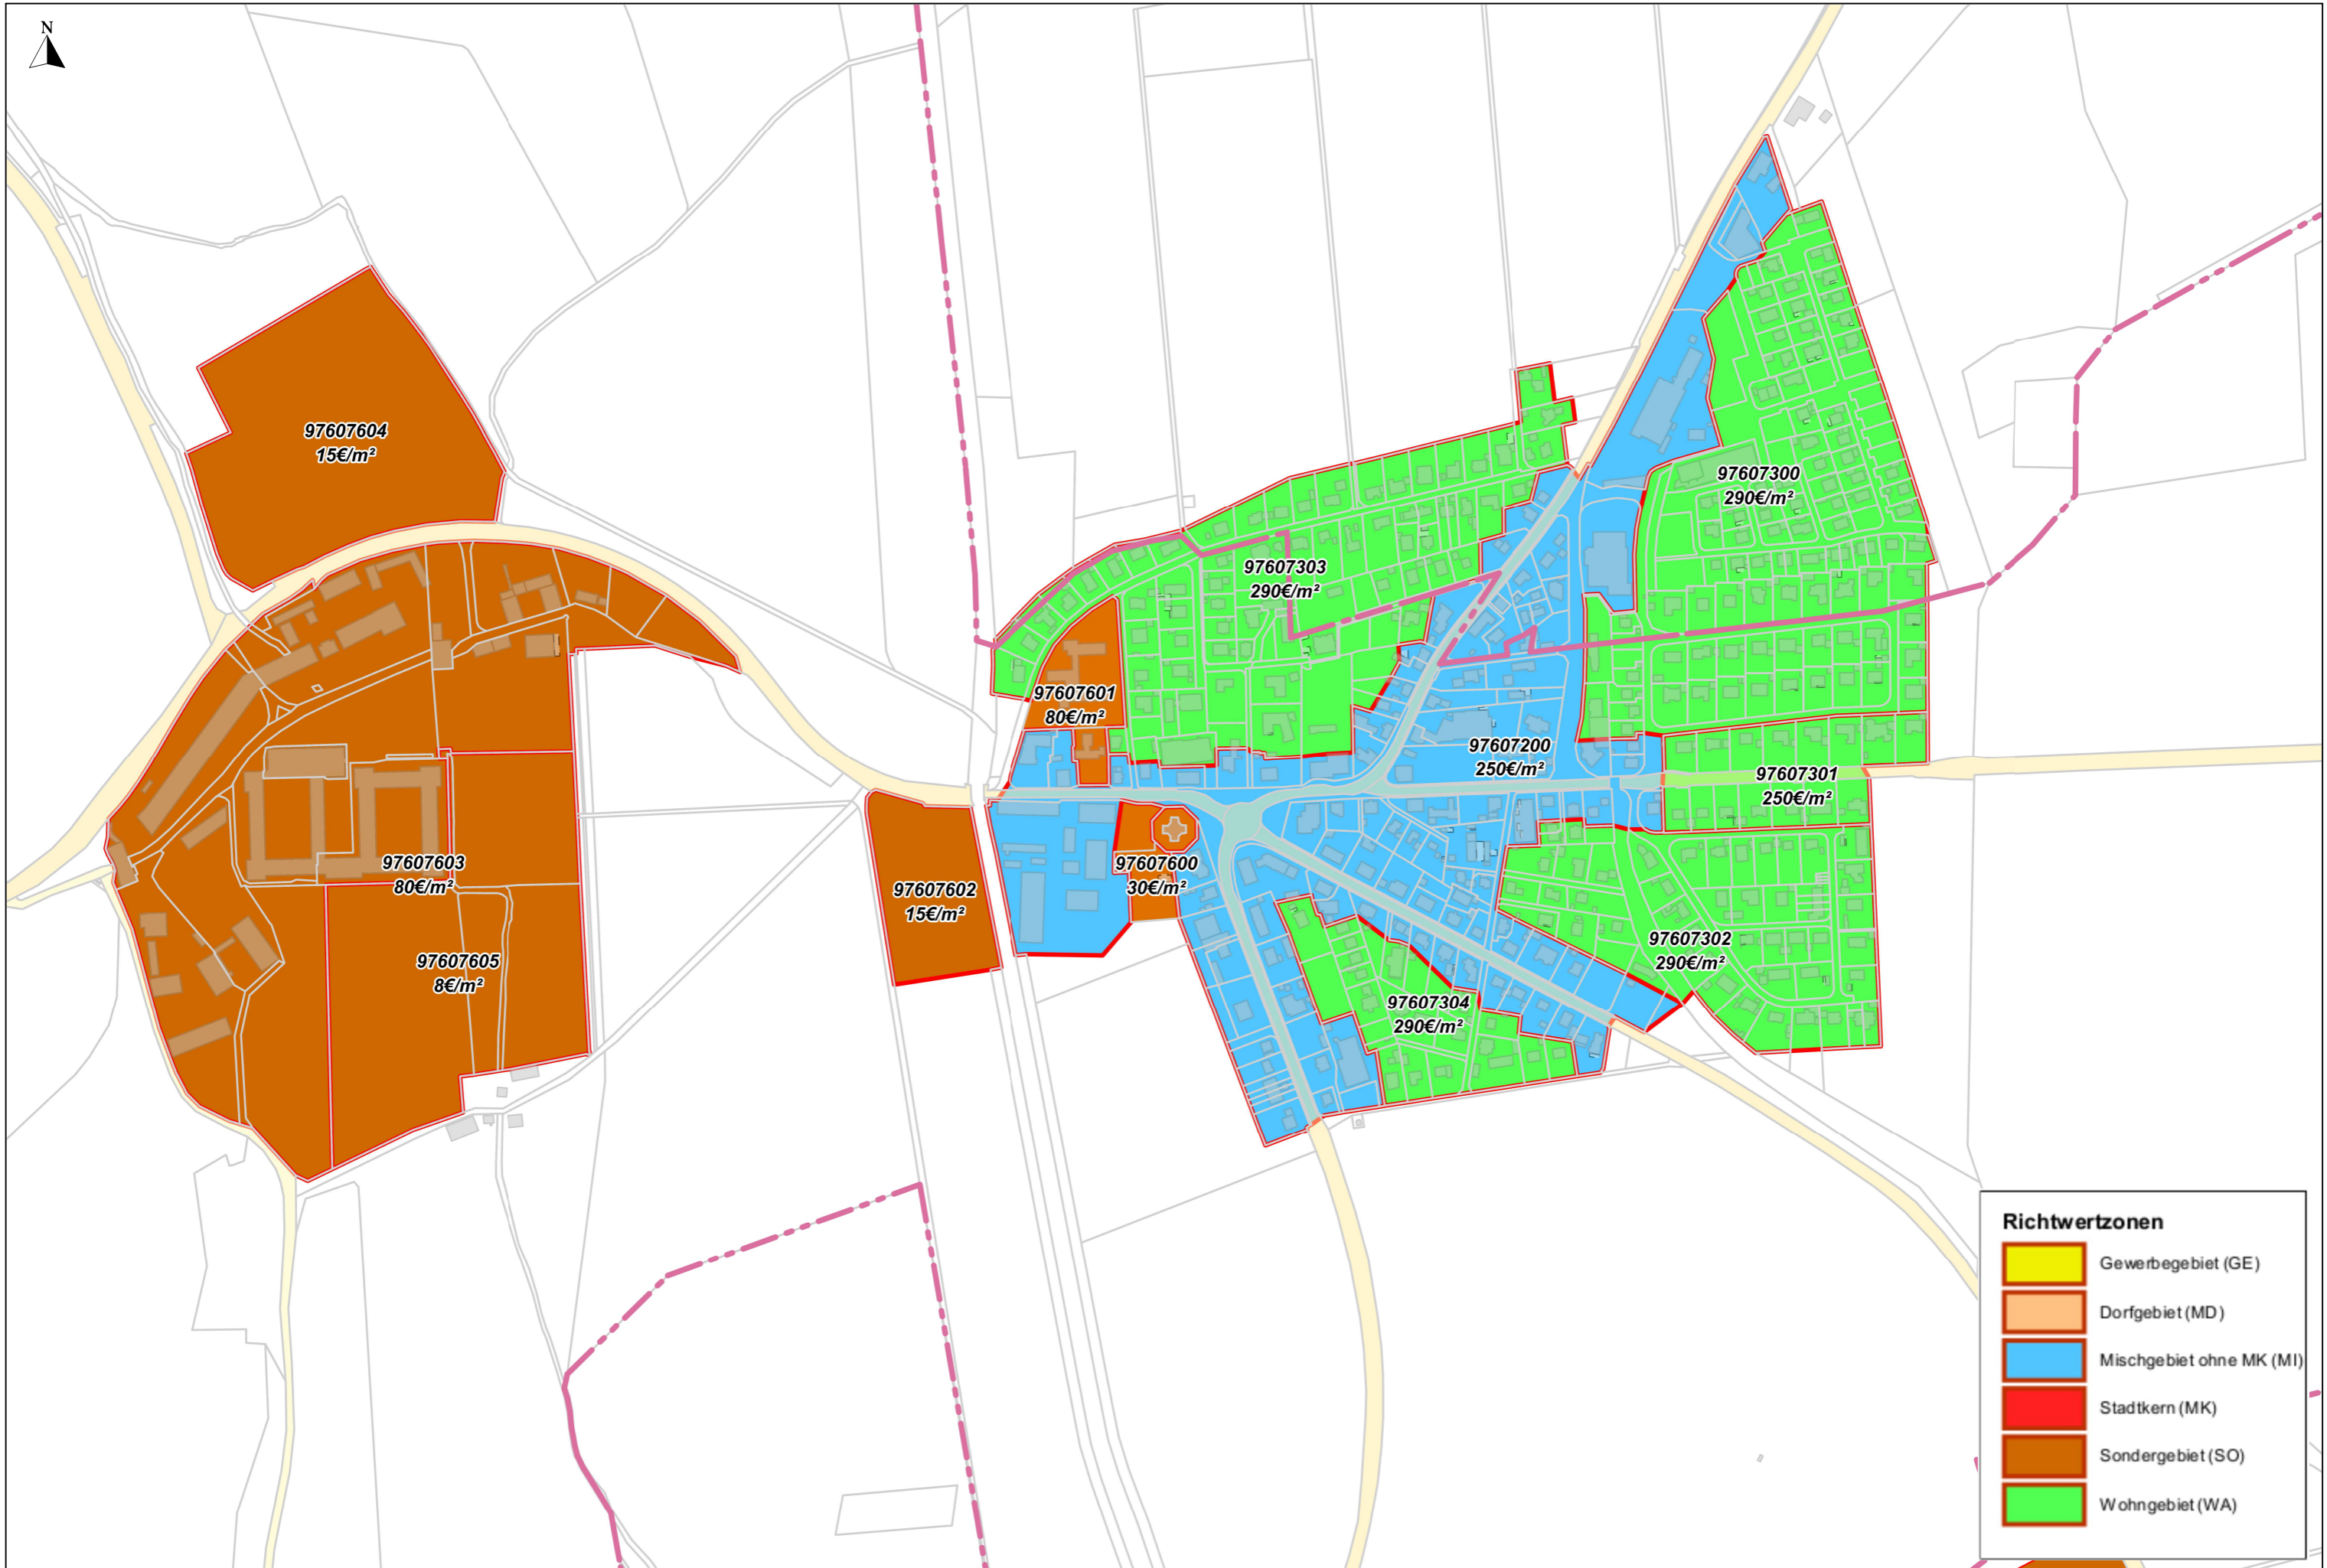 N
97607604
15€/m²
97607300
290€/m²
97607303
290€/m²
97607601
80€/m²
97607200
250€/m²
97607301
250€/m²
97607603
80€/m²
97607600
30€/m²
97607602
15€/m²
97607302
290€/m²
97607605
8€/m²
97607304
290€/m²
Richtwertzonen
Gewerbegebiet (GE)
Dorfgebiet (MD)
Mischgebiet ohne MK (MI)
Stadtkern (MK)
Sondergebiet (SO)
Wohngebiet (WA)